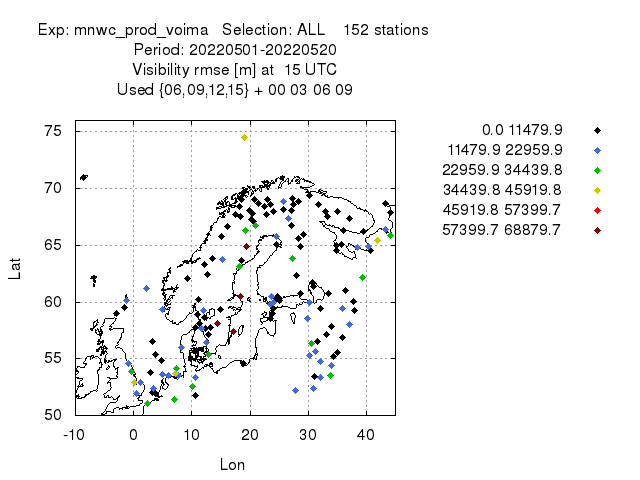 Exp: mnwc_prod_voima   Selection: ALL    152 stations
Period: 20220501-20220520
Visibility rmse [m] at  15 UTC
Used {06,09,12,15} + 00 03 06 09
0.0 11479.9
11479.9 22959.9
22959.9 34439.8
34439.8 45919.8
45919.8 57399.7
57399.7 68879.7
75
70
65
60
55
50
Lat
-10 0 10 20 30 40
Lon